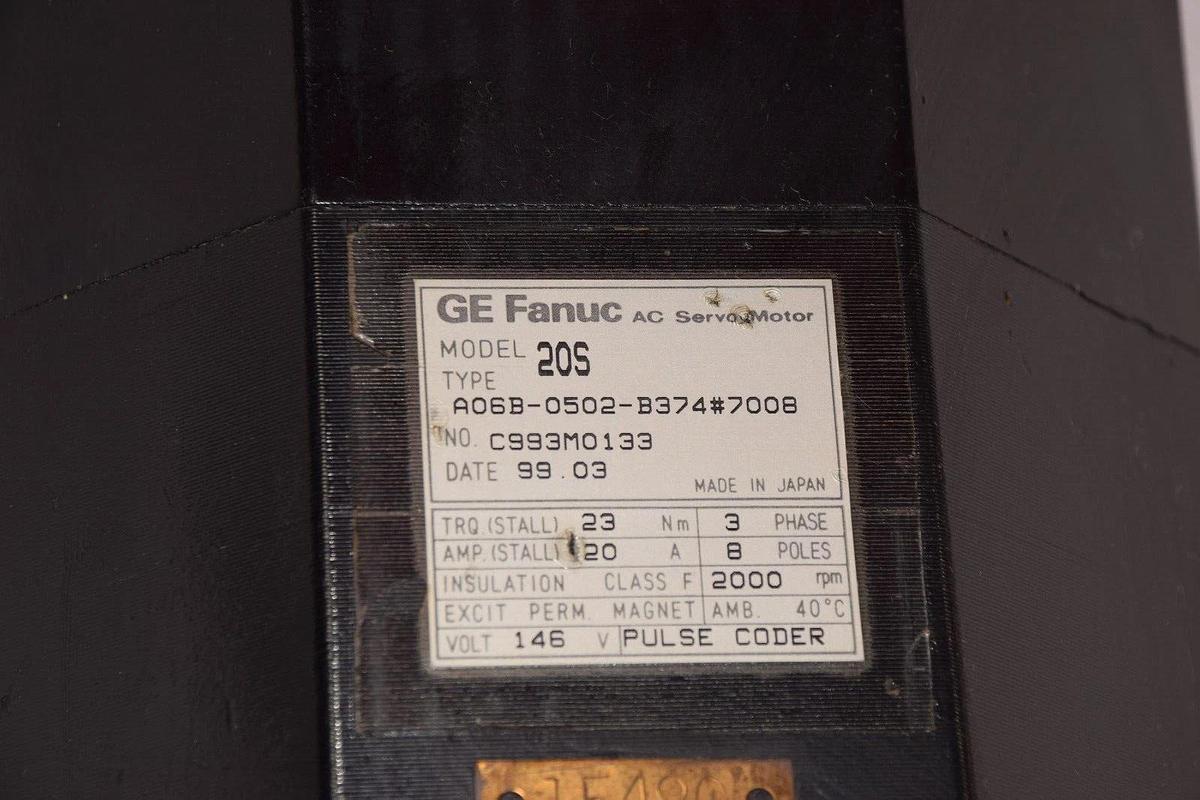 GE Fanuc AC Servo Motor
MODEL 20S
TYPE
A06B-0502-B374#7008
NO. C993M0133
DATE 99.03
MADE IN JAPAN
TRQ.(STALL) 23 Nm 3 PHASE
AMP.(STALL) 20 A 8 POLES
INSULATION CLASS F 2000 rpm
EXCIT PERM. MAGNET AMB. 40°C
VOLT 146 V PULSE CODER